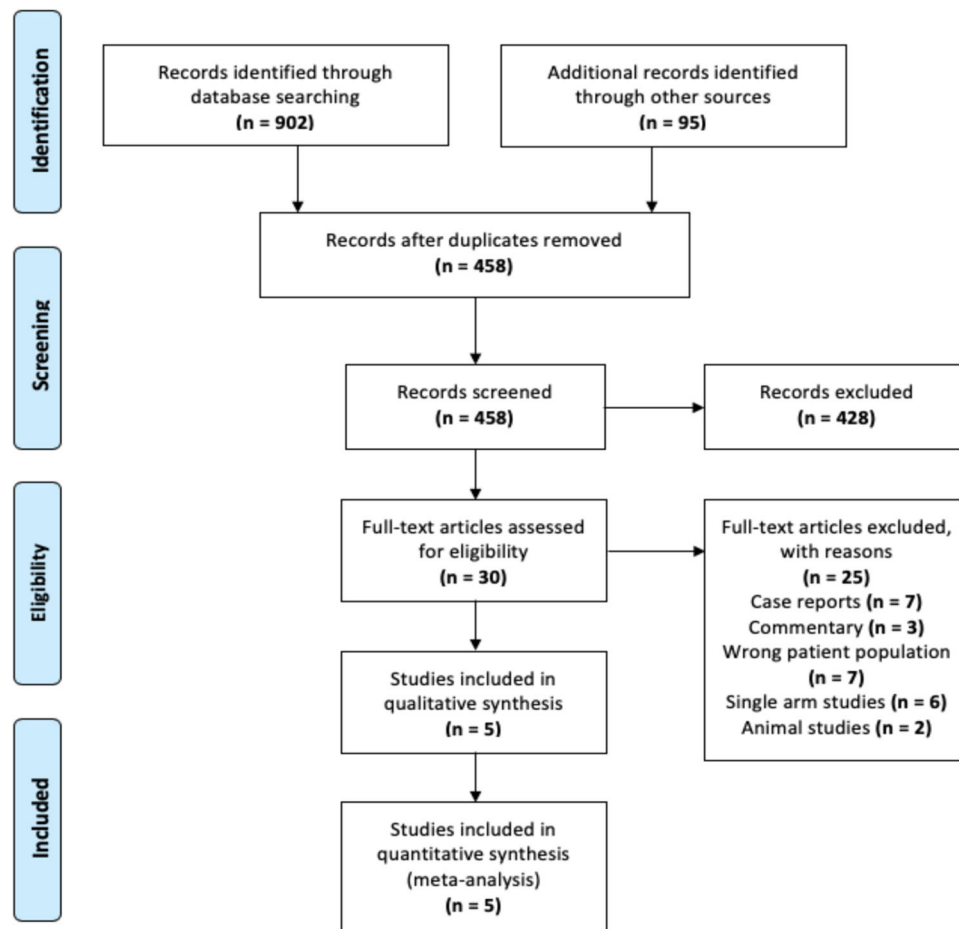 Identification
Records identified through
database searching
(n = 902)
Additional records identified
through other sources
(n = 95)
Records after duplicates removed
(n = 458)
Screening
Records screened
(n = 458)
Records excluded
(n = 428)
Eligibility
Full-text articles assessed
for eligibility
(n = 30)
Full-text articles excluded,
with reasons
(n = 25)
Case reports (n = 7)
Commentary (n = 3)
Wrong patient population
(n = 7)
Single arm studies (n = 6)
Animal studies (n = 2)
Studies included in
qualitative synthesis
(n = 5)
Included
Studies included in
quantitative synthesis
(meta-analysis)
(n = 5)